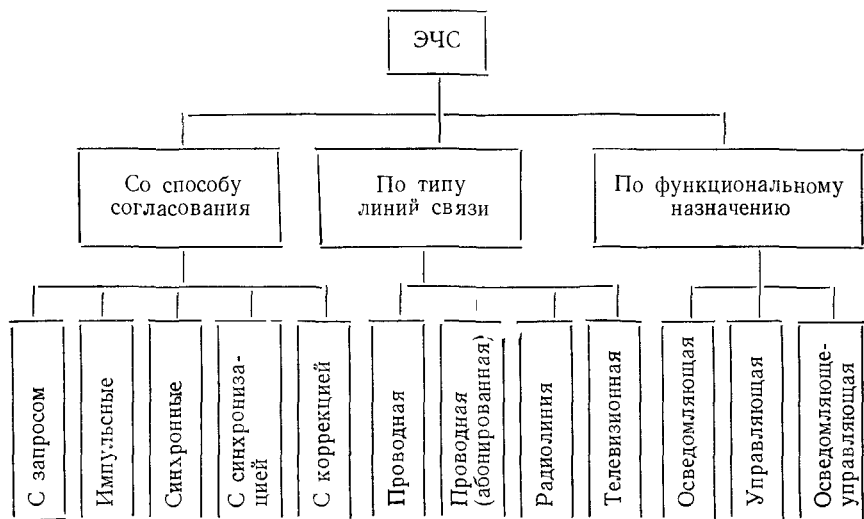 ЭЧС
Со способу
согласования
По типу
линий связи
По функциональному
назначению
С запросом
Импульсные
Синхронные
С синхрониза-
цией
С коррекцией
Проводная
Проводная
(абонированная)
Радиолиния
Телевизионная
Осведомляющая
Управляющая
Осведомляюще-
управляющая